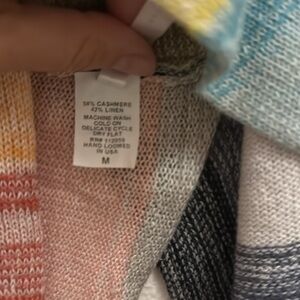 58% CASHMERE
42% LINEN
MACHINE WASH
COLD ON
DELICATE CYCLE
DRY FLAT
HAND LOOMED
IN USA
M